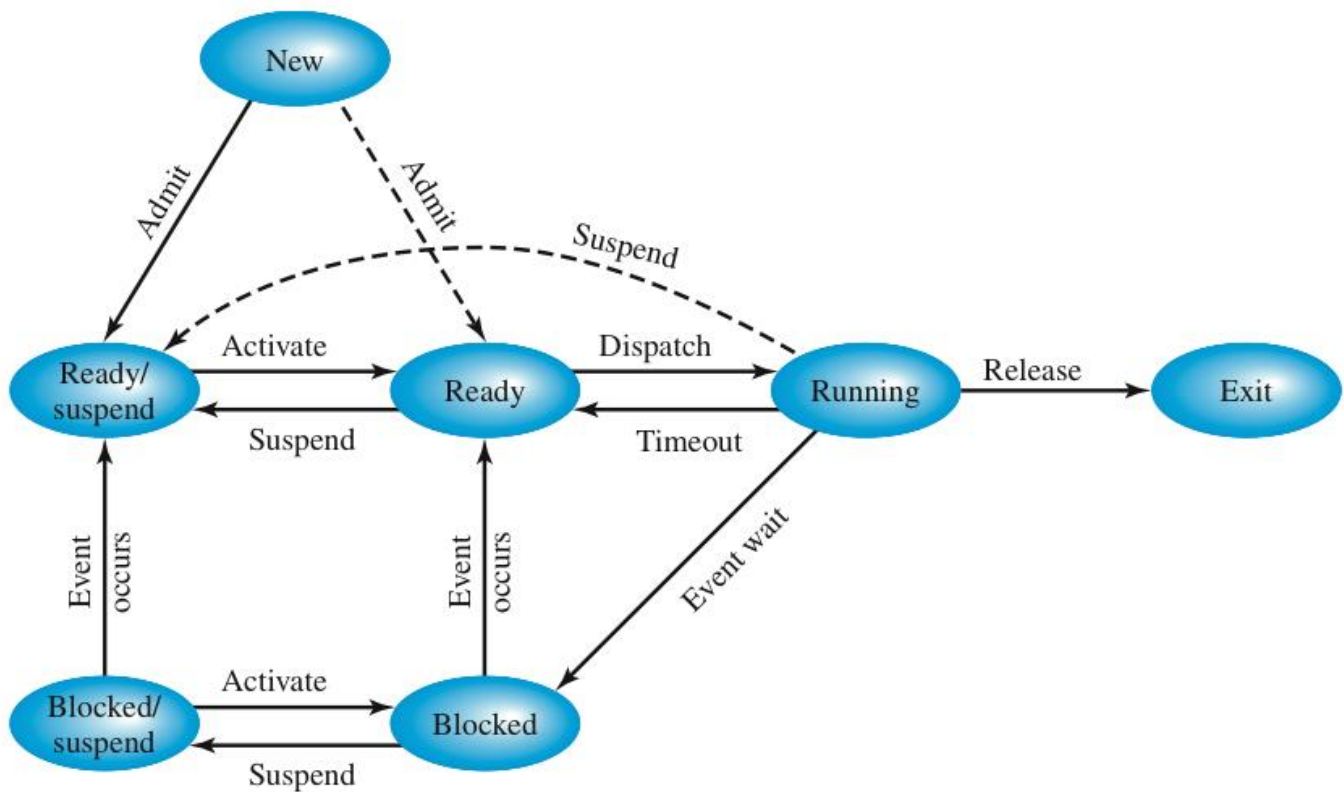 New
Admit
Admit
Suspend
Ready/
suspend
Activate
Suspend
Ready
Dispatch
Timeout
Running
Release
Exit
Event
occurs
Event
occurs
Event wait
Blocked/
suspend
Activate
Suspend
Blocked